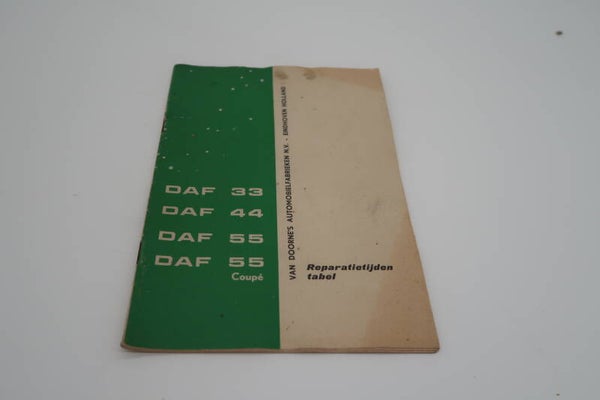 DAF 33
DAF 44
DAF 55
DAF 55
Coupé
VAN DOORNE'S AUTOMOBIELFABRIEKEN N.V. - EINDHOVEN HOLLAND
Reparatietijden
tabel